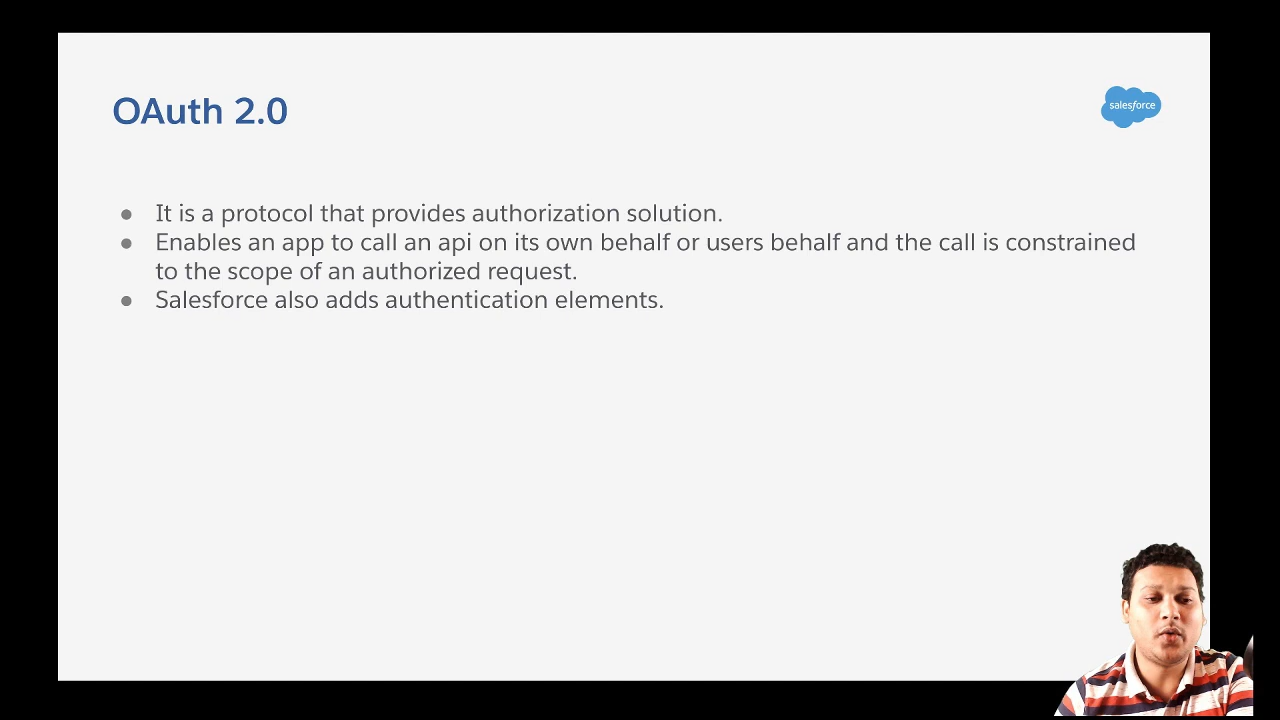 OAuth 2.0
salesforce
● It is a protocol that provides authorization solution.
● Enables an app to call an api on its own behalf or users behalf and the call is constrained
to the scope of an authorized request.
● Salesforce also adds authentication elements.